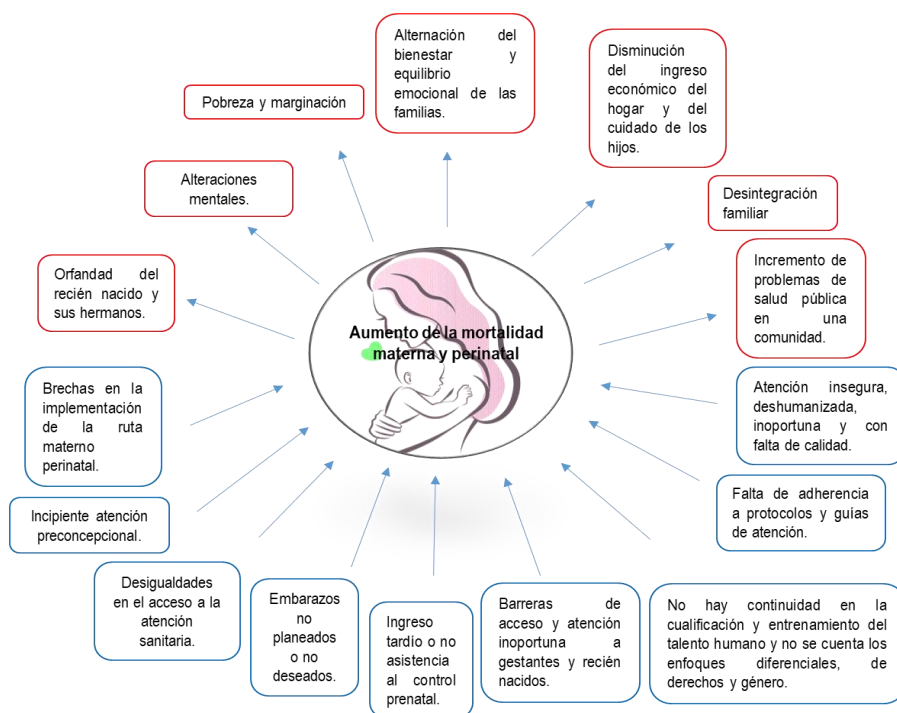 Alternación del
bienestar y
equilibrio
emocional de las
familias.
Disminución
del ingreso
económico del
hogar y del
cuidado de los
hijos.
Pobreza y marginación
Alteraciones
mentales.
Desintegración
familiar
Orfandad del
recién nacido y
sus hermanos.
Incremento de
problemas de
salud pública
en una
comunidad.
Aumento de la mortalidad
materna y perinatal
Brechas en la
implementación
de la ruta
materno
perinatal.
Atención insegura,
deshumanizada,
inoportuna y con
falta de calidad.
Incipiente atención
preconcepcional.
Falta de adherencia
a protocolos y guías
de atención.
Desigualdades
en el acceso a la
atención
sanitaria.
Embarazos
no
planeados
o no
deseados.
Ingreso
tardío o no
asistencia
al control
prenatal.
Barreras de
acceso y atención
inoportuna a
gestantes y recién
nacidos.
No hay continuidad en la
cualificación y entrenamiento del
talento humano y no se cuenta los
enfoques diferenciales, de
derechos y género.